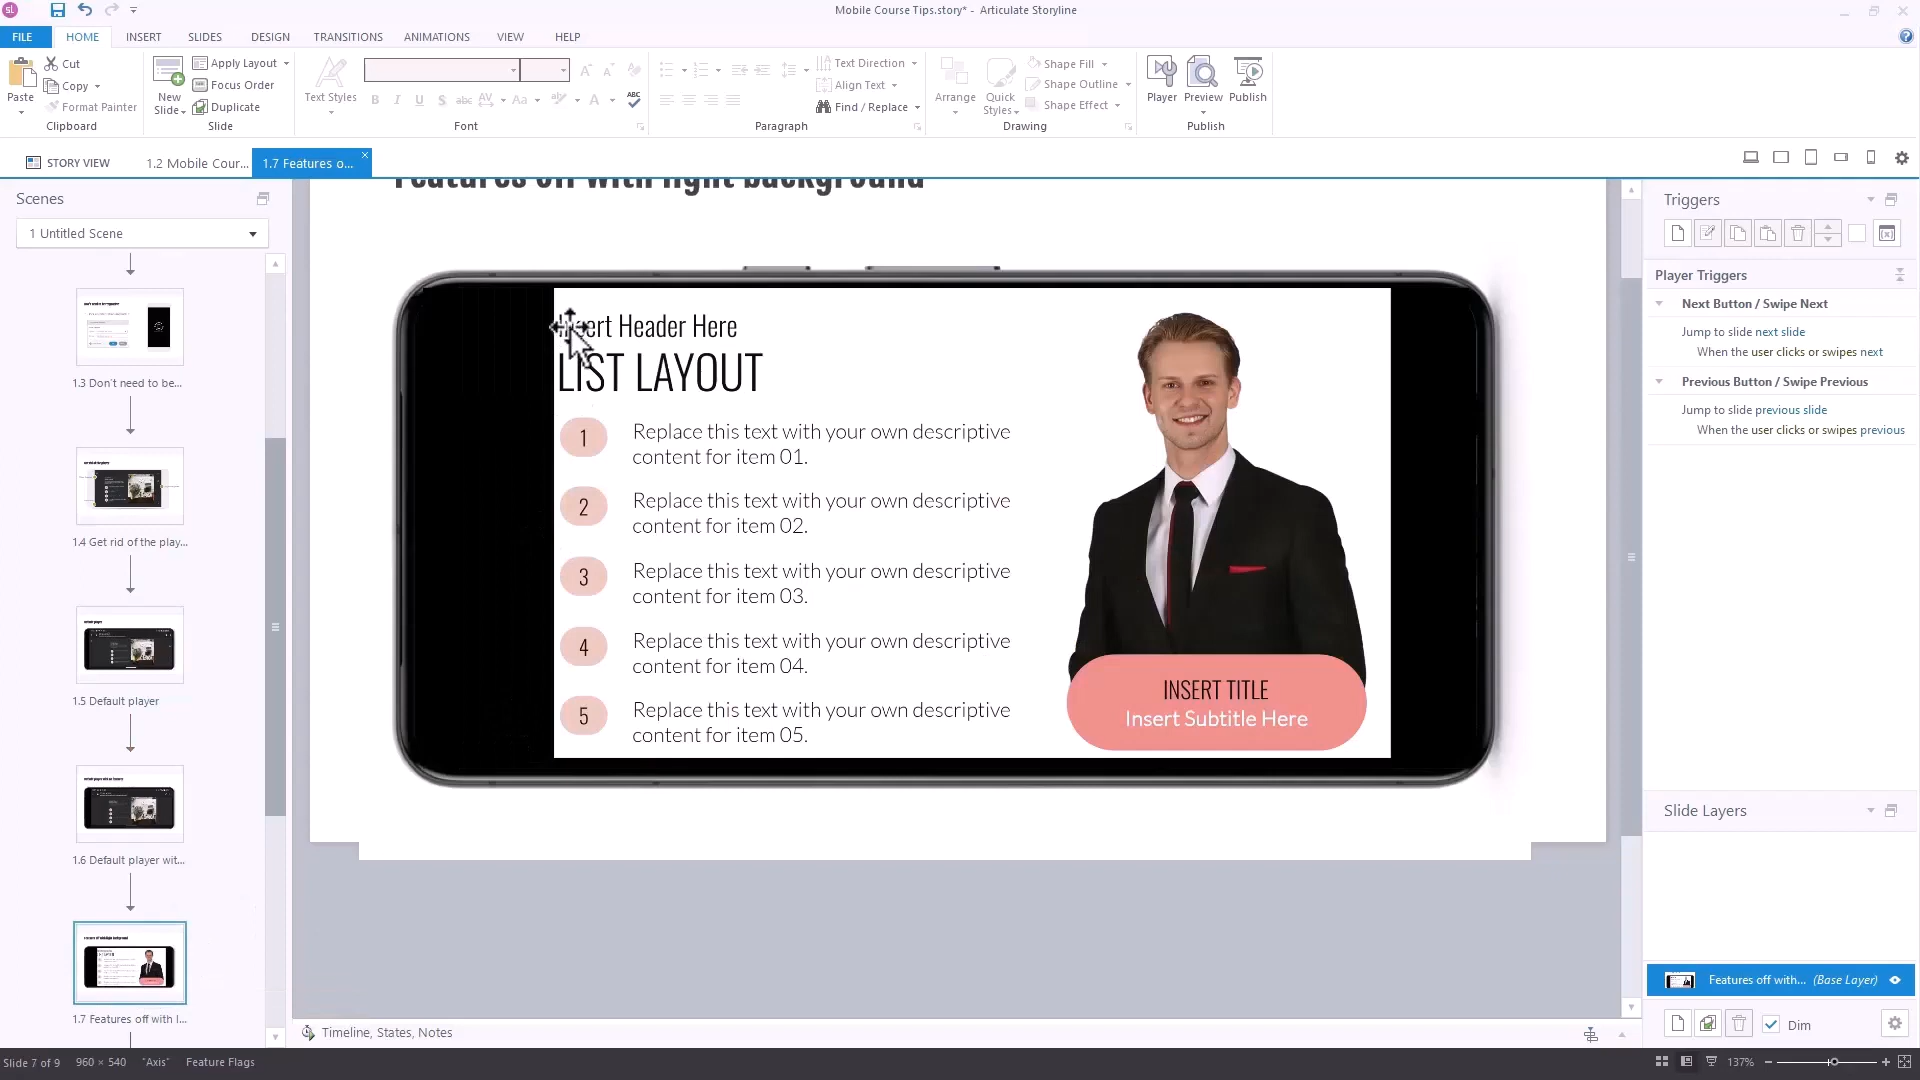 Mobile Course Tips.story* - Articulate Storyline
FILE
HOME
INSERT
SLIDES
DESIGN
TRANSITIONS
ANIMATIONS
VIEW
HELP
Paste
Cut
Copy
Format Painter
Clipboard
New Slide
Apply Layout
Focus Order
Duplicate
Slide
Text Styles
B I U S abc AV Aa A
ABC
Font
Text Direction
Align Text
Find / Replace
Paragraph
Arrange
Quick Styles
Shape Fill
Shape Outline
Shape Effect
Drawing
Player
Preview
Publish
Publish
STORY VIEW
1.2 Mobile Cour...
1.7 Features o...
Scenes
1 Untitled Scene
1.3 Don't need to be...
1.4 Get rid of the play...
1.5 Default player
1.6 Default player wit...
1.7 Features off with l...
Features off with light background
Insert Header Here
LIST LAYOUT
1
Replace this text with your own descriptive
content for item 01.
2
Replace this text with your own descriptive
content for item 02.
3
Replace this text with your own descriptive
content for item 03.
4
Replace this text with your own descriptive
content for item 04.
5
Replace this text with your own descriptive
content for item 05.
INSERT TITLE
Insert Subtitle Here
Triggers
Player Triggers
Next Button / Swipe Next
Jump to slide next slide
When the user clicks or swipes next
Previous Button / Swipe Previous
Jump to slide previous slide
When the user clicks or swipes previous
Slide Layers
Features off with... (Base Layer)
Dim
Timeline, States, Notes
Slide 7 of 9
960 × 540
"Axis"
Feature Flags
137%